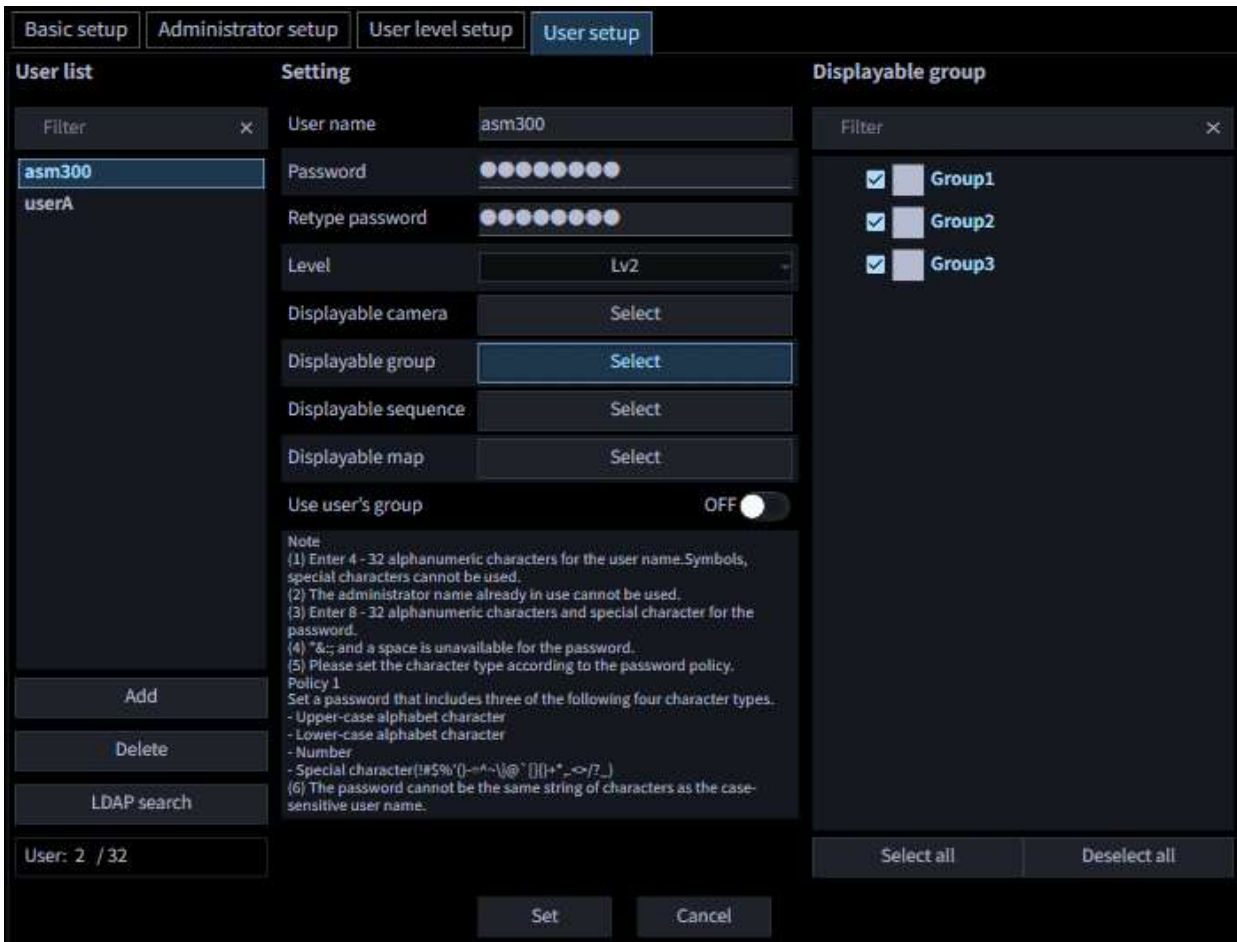 Basic setup
Administrator setup
User level setup
User setup
User list
Filter
asm300
userA
Add
Delete
LDAP search
User: 2 / 32
Setting
User name asm300
Password
Retype password
Level Lv2
Displayable camera Select
Displayable group Select
Displayable sequence Select
Displayable map Select
Use user's group OFF
Note
(1) Enter 4 - 32 alphanumeric characters for the user name.Symbols,
special characters cannot be used.
(2) The administrator name already in use cannot be used.
(3) Enter 8 - 32 alphanumeric characters and special character for the
password.
(4) "&:; and a space is unavailable for the password.
(5) Please set the character type according to the password policy.
Policy 1
Set a password that includes three of the following four character types.
- Upper-case alphabet character
- Lower-case alphabet character
- Number
- Special character
(6) The password cannot be the same string of characters as the case-
sensitive user name.
Displayable group
Filter
Group1
Group2
Group3
Select all
Deselect all
Set
Cancel